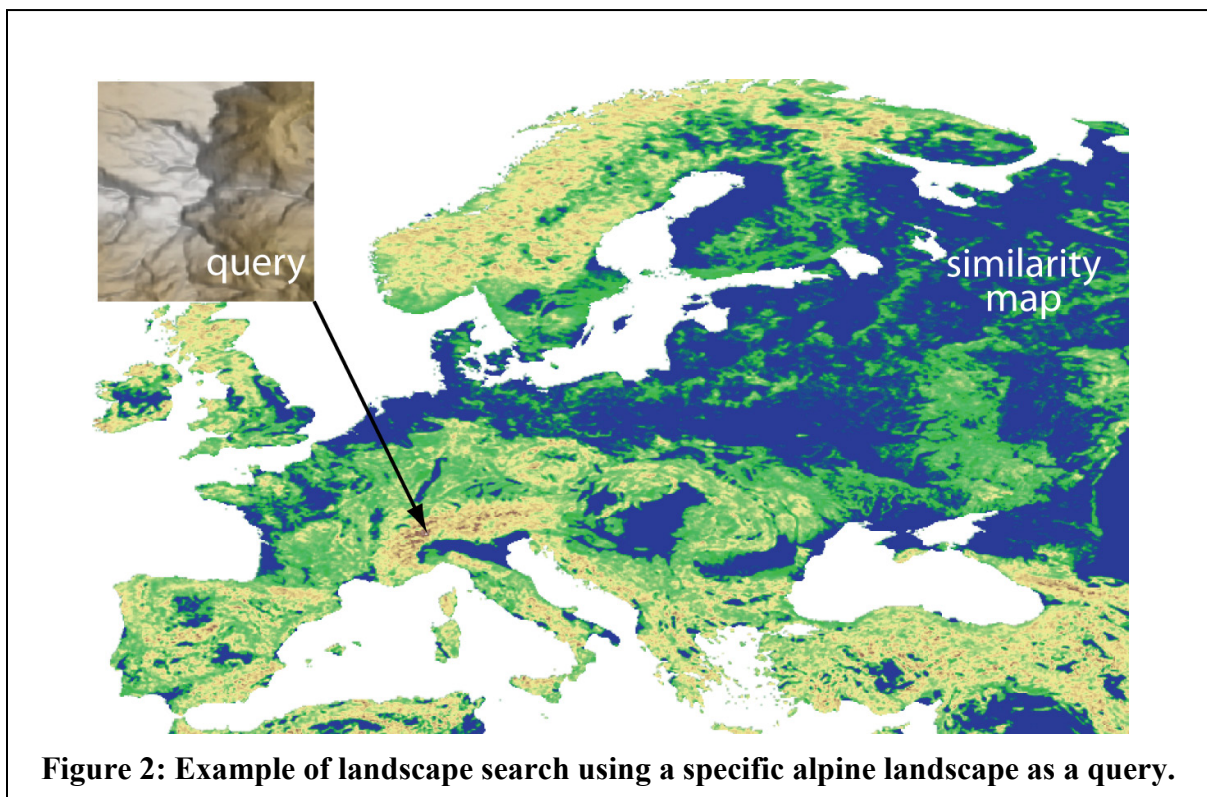 query
similarity
map
Figure 2: Example of landscape search using a specific alpine landscape as a query.